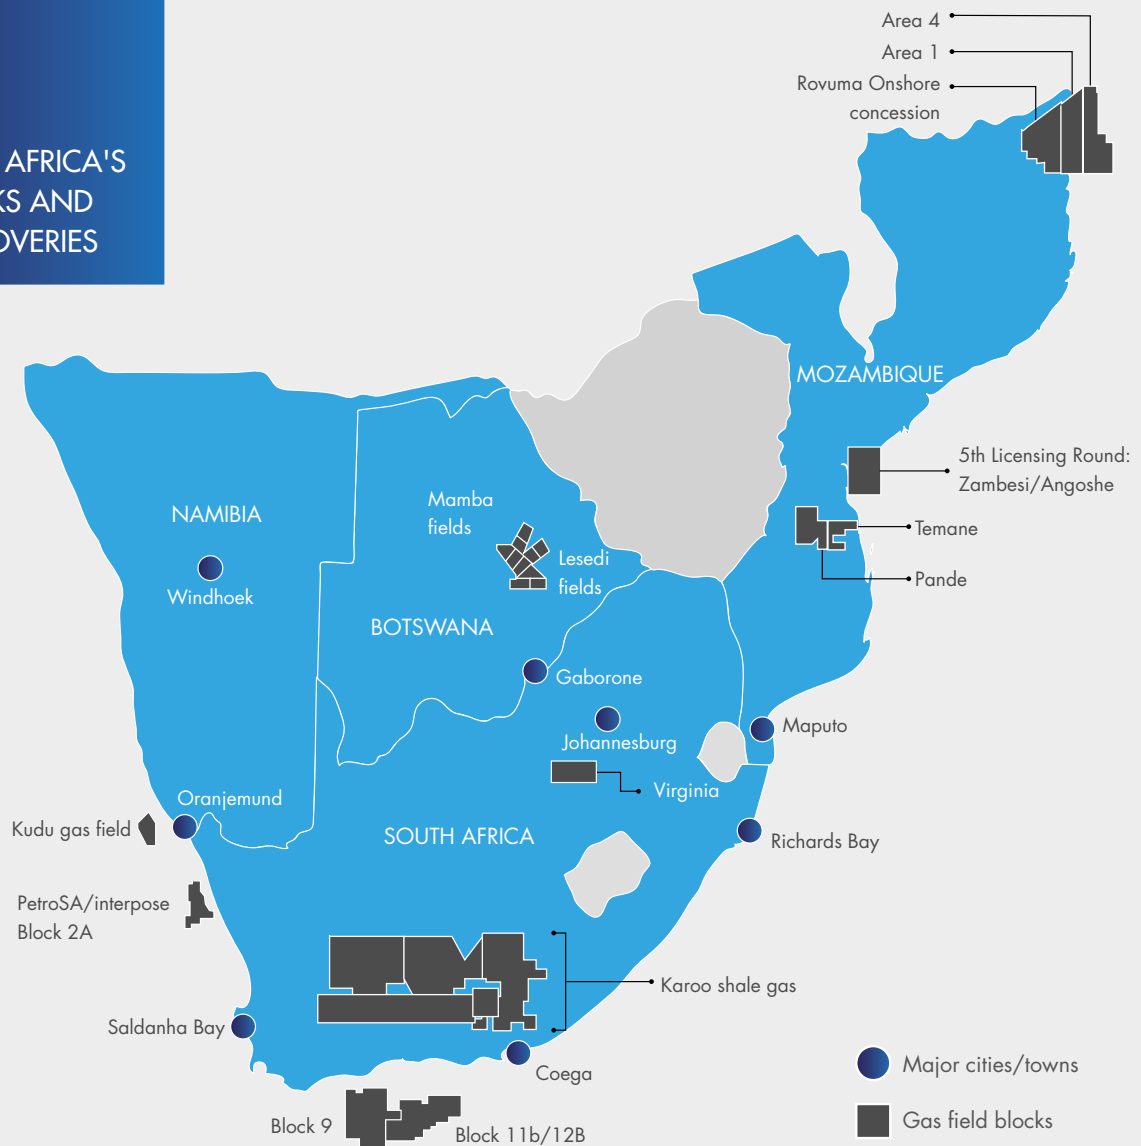 AFRICA'S
KS AND
OVERIES
Area 4
Area 1
Rovuma Onshore
concession
MOZAMBIQUE
5th Licensing Round:
Zambesi/Angoshe
Temane
Pande
NAMIBIA
Windhoek
Mamba
fields
Lesedi
fields
BOTSWANA
Gaborone
Johannesburg
Maputo
Virginia
Oranjemund
Kudu gas field
SOUTH AFRICA
Richards Bay
PetroSA/interpose
Block 2A
Karoo shale gas
Saldanha Bay
Coega
Block 9
Block 11b/12B
Major cities/towns
Gas field blocks